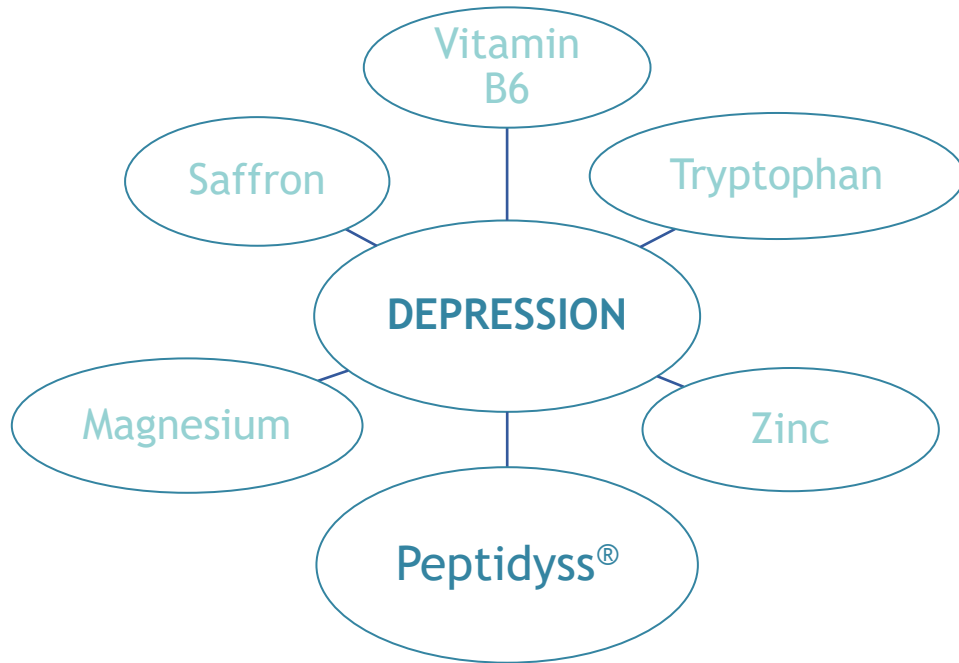 Vitamin
B6
Saffron
Tryptophan
DEPRESSION
Magnesium
Zinc
Peptidyss®